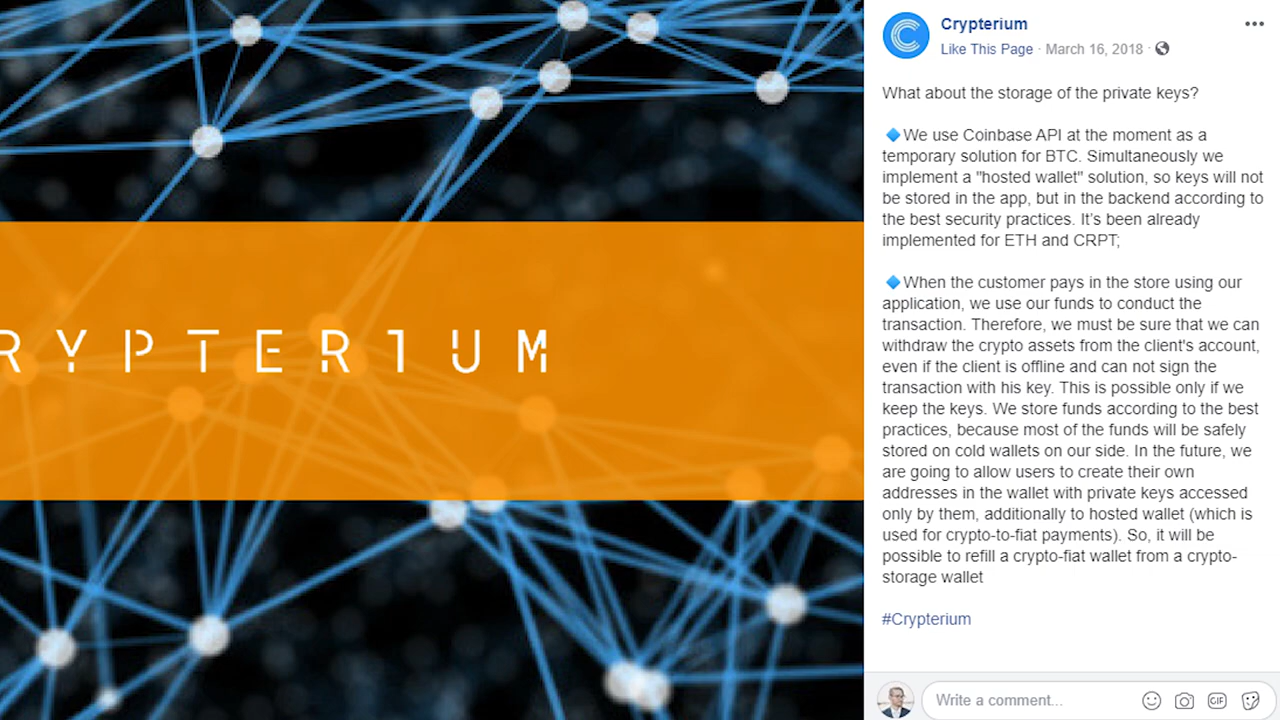 RYPTERIUM
Crypterium
Like This Page · March 16, 2018 ·
What about the storage of the private keys?
We use Coinbase API at the moment as a
temporary solution for BTC. Simultaneously we
implement a "hosted wallet" solution, so keys will not
be stored in the app, but in the backend according to
the best security practices. It's been already
implemented for ETH and CRPT;
When the customer pays in the store using our
application, we use our funds to conduct the
transaction. Therefore, we must be sure that we can
withdraw the crypto assets from the client's account,
even if the client is offline and can not sign the
transaction with his key. This is possible only if we
keep the keys. We store funds according to the best
practices, because most of the funds will be safely
stored on cold wallets on our side. In the future, we
are going to allow users to create their own
addresses in the wallet with private keys accessed
only by them, additionally to hosted wallet (which is
used for crypto-to-fiat payments). So, it will be
possible to refill a crypto-fiat wallet from a crypto-
storage wallet
#Crypterium
Write a comment...
GIF